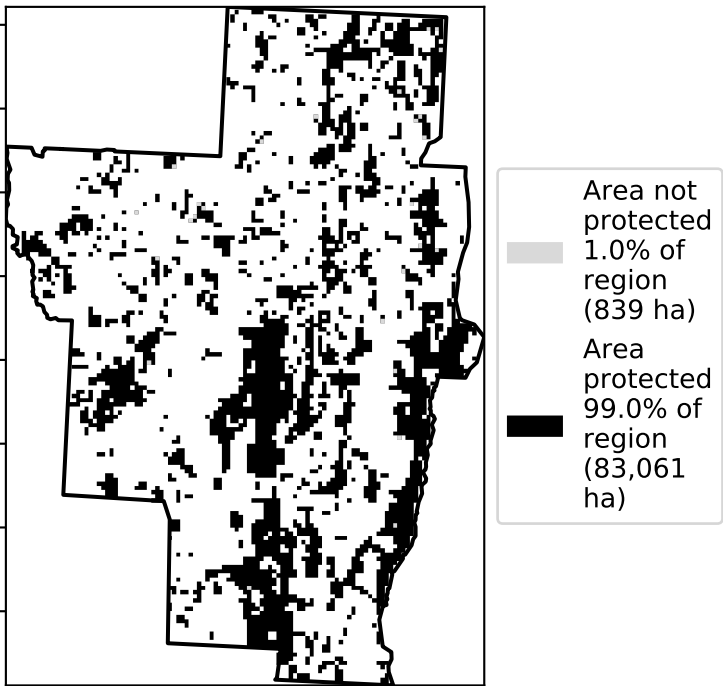 Area not
protected
1.0% of
region
(839 ha)
Area
protected
99.0% of
region
(83,061
ha)